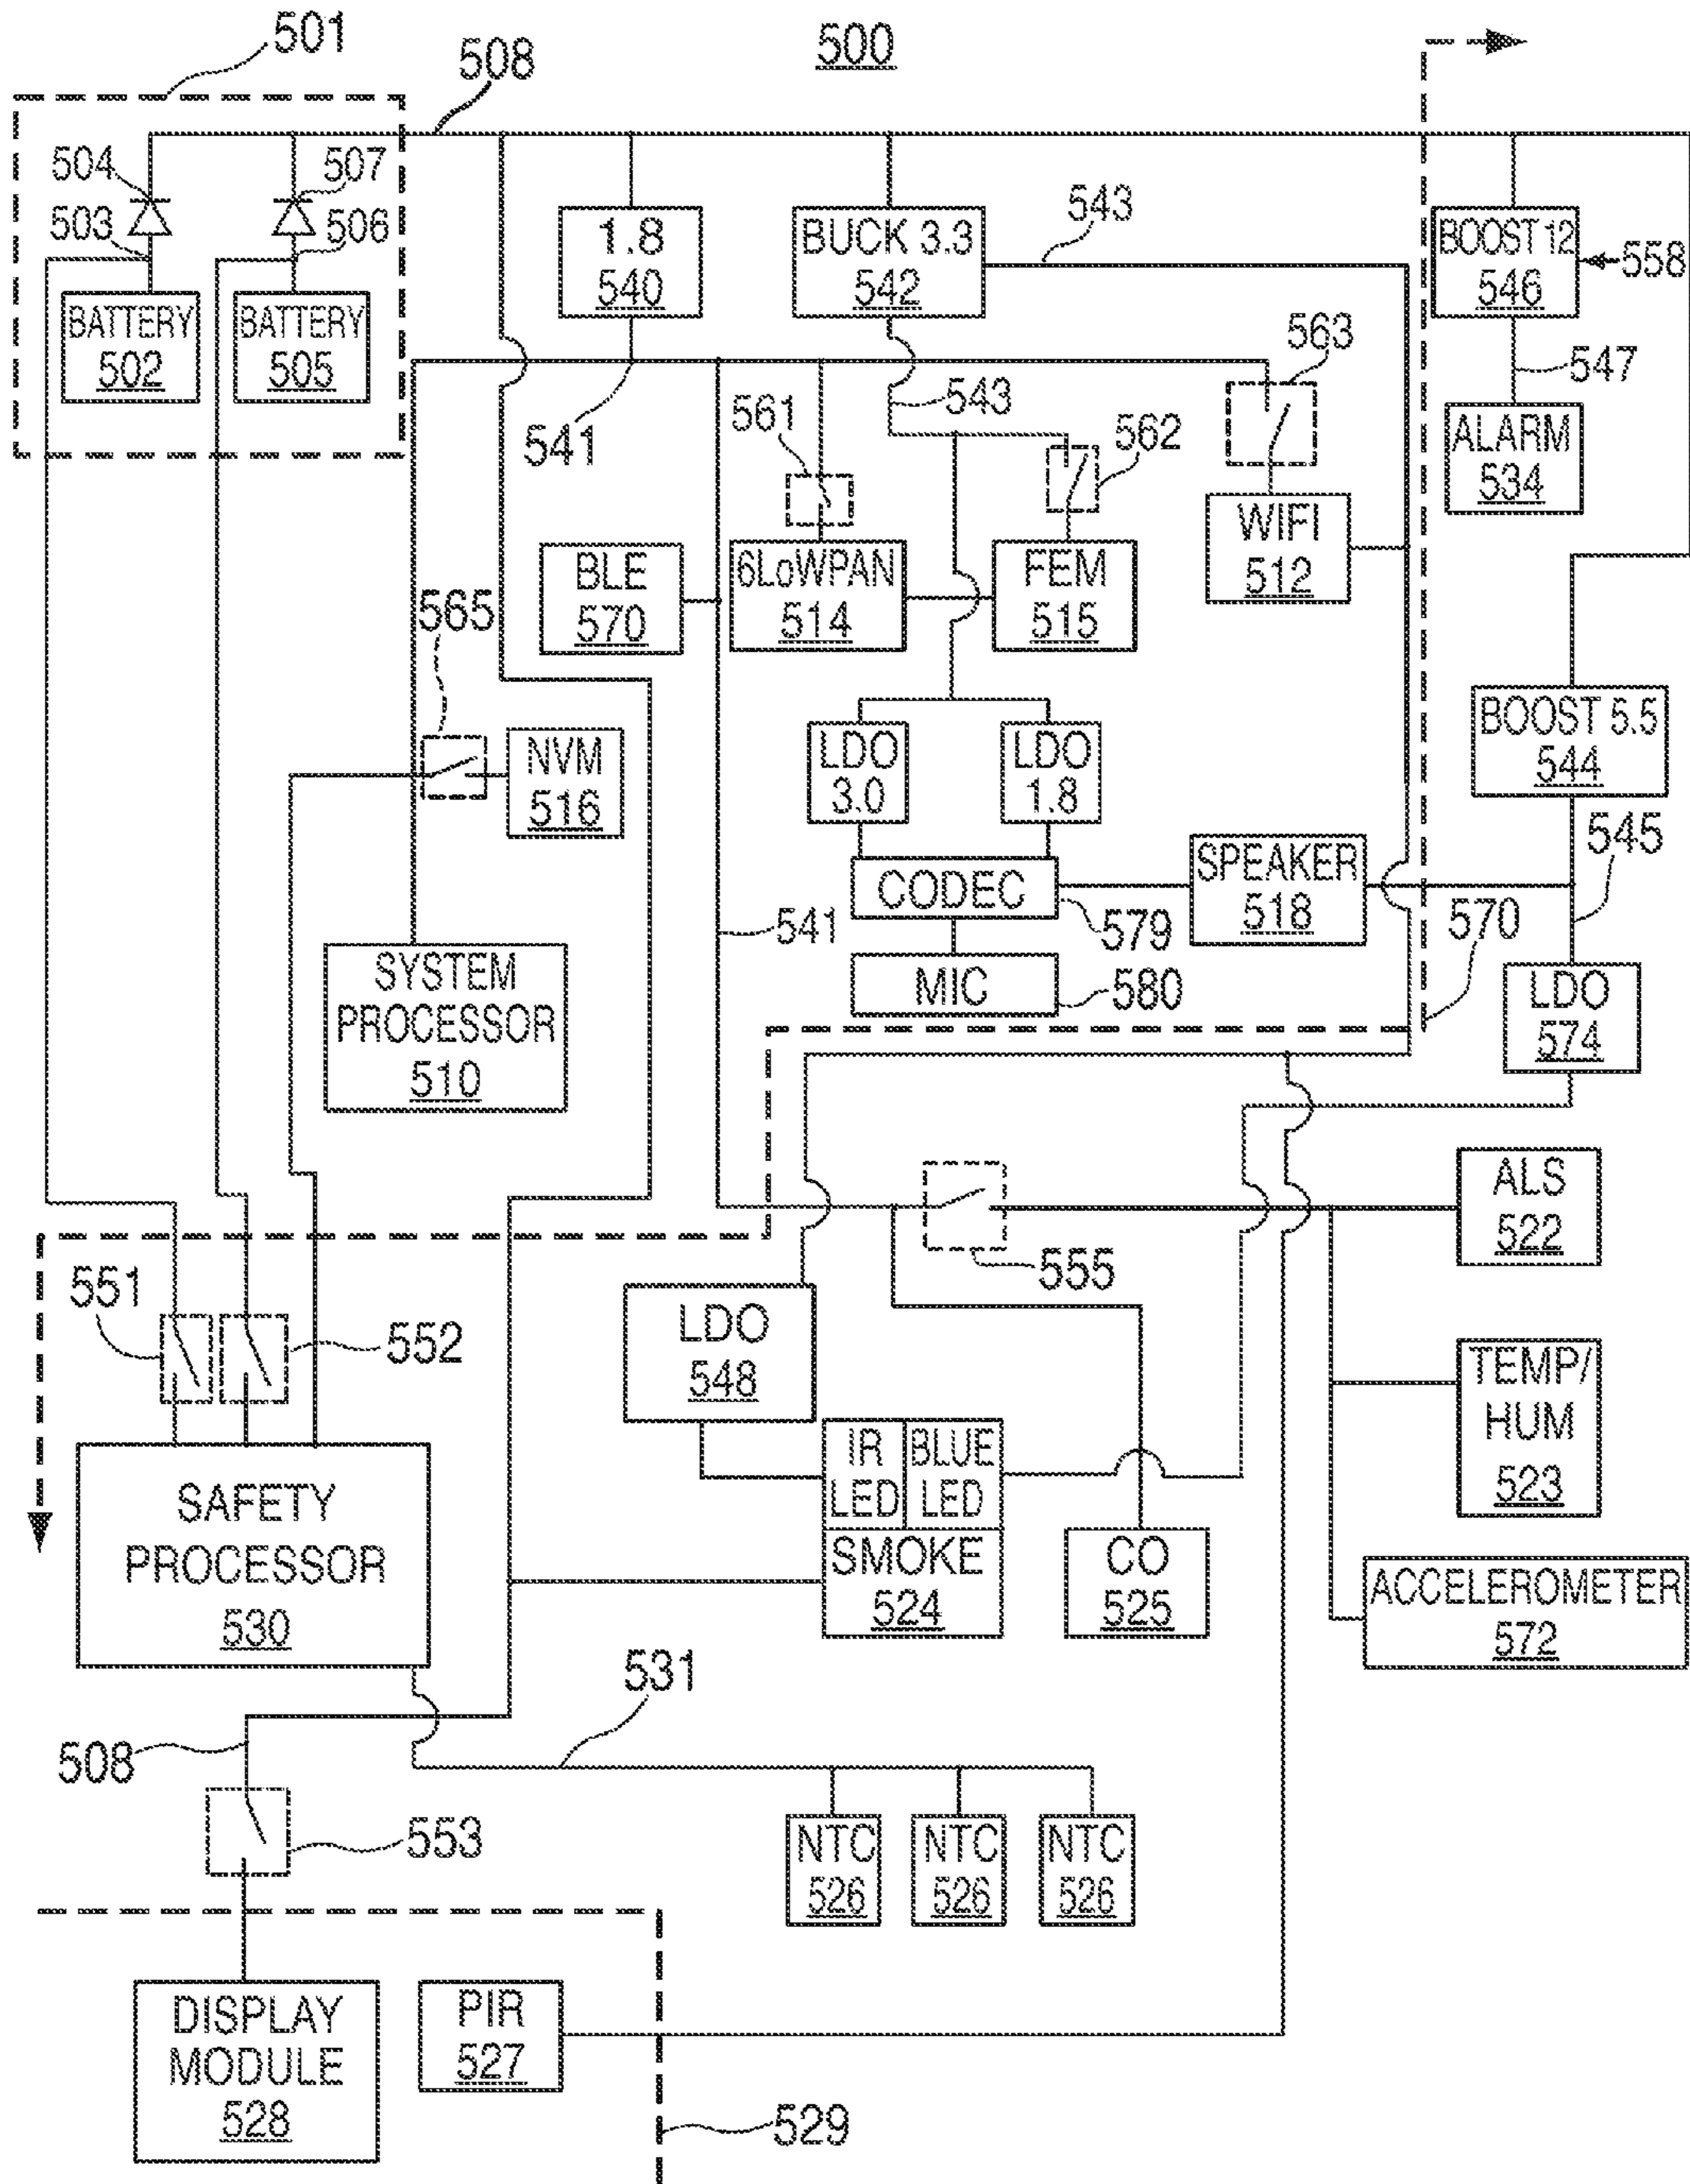 501
508
500
504
507
503
506
BATTERY
502
BATTERY
505
1.8
540
BUCK 3.3
542
543
BOOST 12
546
558
563
547
541
543
561
562
ALARM
534
WIFI
512
BLE
570
6LoWPAN
514
FEM
515
565
NVM
516
LDO
3.0
LDO
1.8
BOOST 5.5
544
545
CODEC
579
SPEAKER
518
541
MIC
580
570
SYSTEM
PROCESSOR
510
LDO
574
ALS
522
555
551
552
LDO
548
TEMP/
HUM
523
IR
LED
BLUE
LED
SMOKE
524
CO
525
SAFETY
PROCESSOR
530
ACCELEROMETER
572
531
508
553
NTC
526
NTC
526
NTC
526
DISPLAY
MODULE
528
PIR
527
529